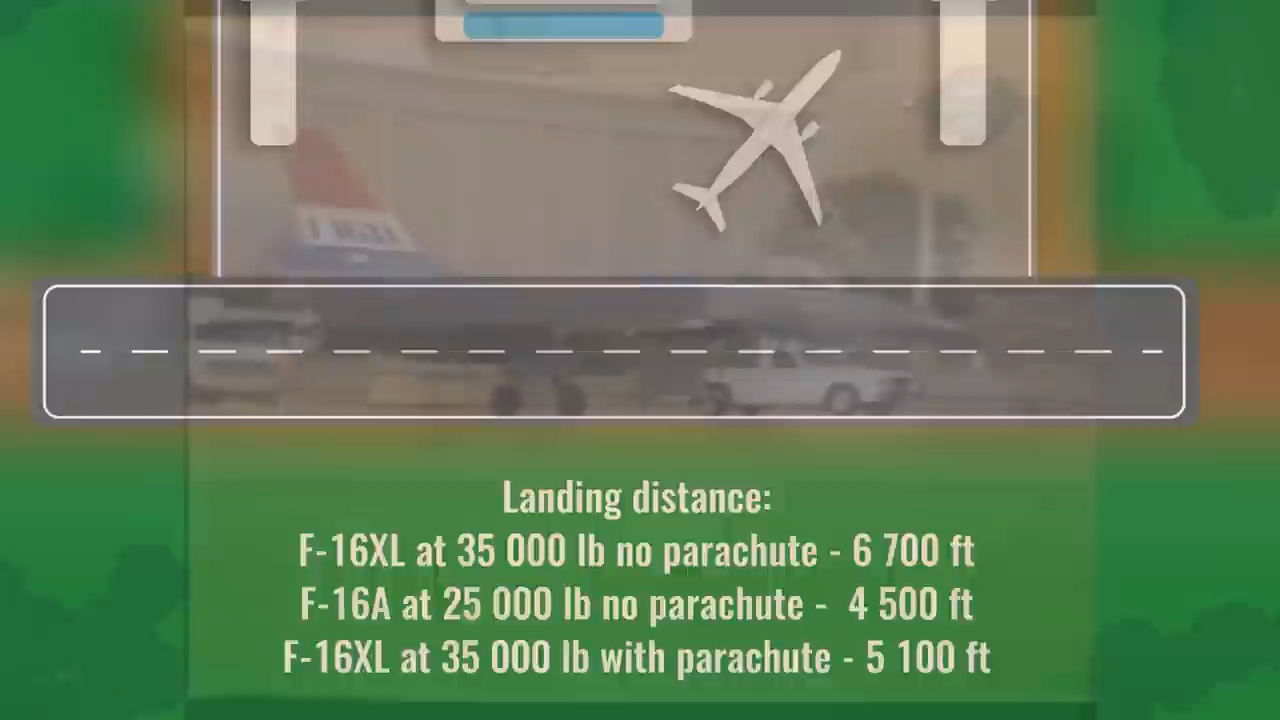 Landing distance:
F-16XL at 35 000 lb no parachute - 6 700 ft
F-16A at 25 000 lb no parachute - 4 500 ft
F-16XL at 35 000 lb with parachute - 5 100 ft